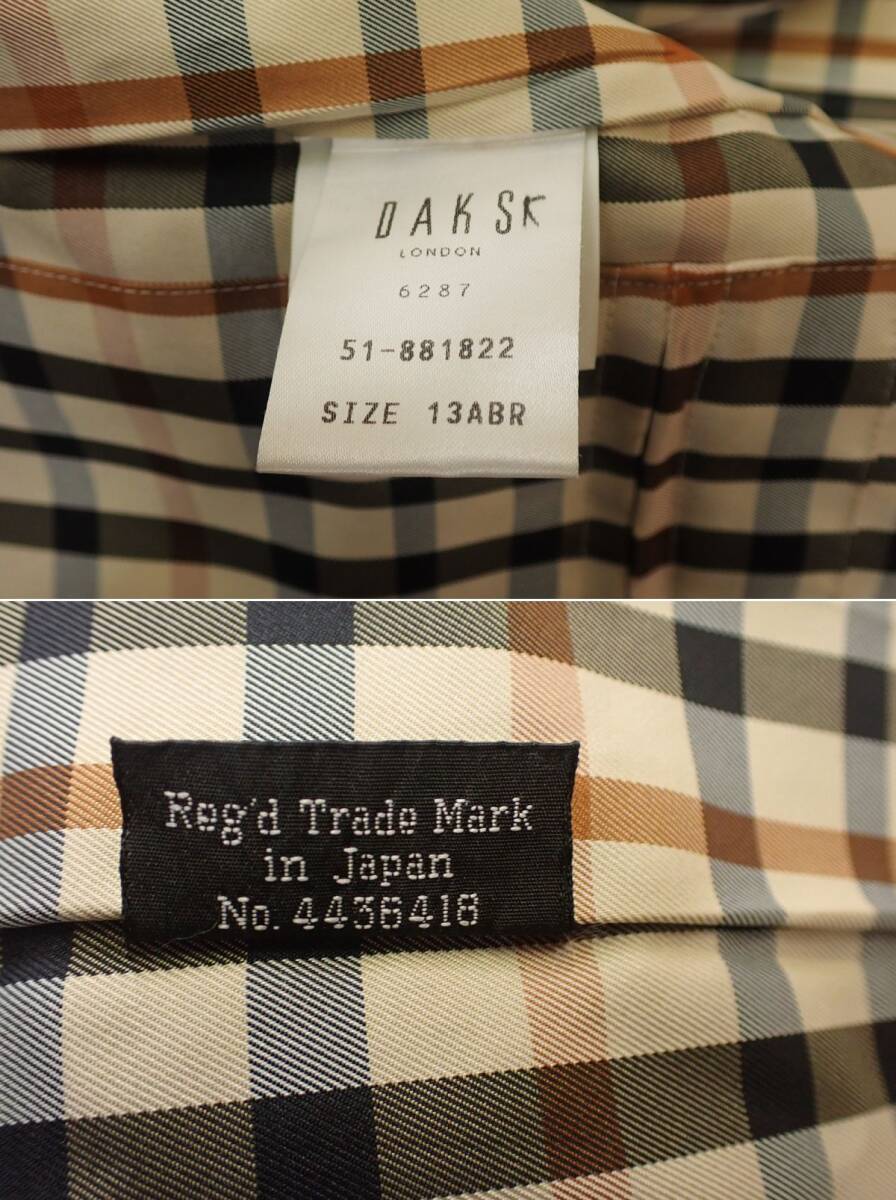 DAKS
LONDON
6287
51-881822
SIZE 13ABR
Reg'd Trade Mark
in Japan
No. 4436418